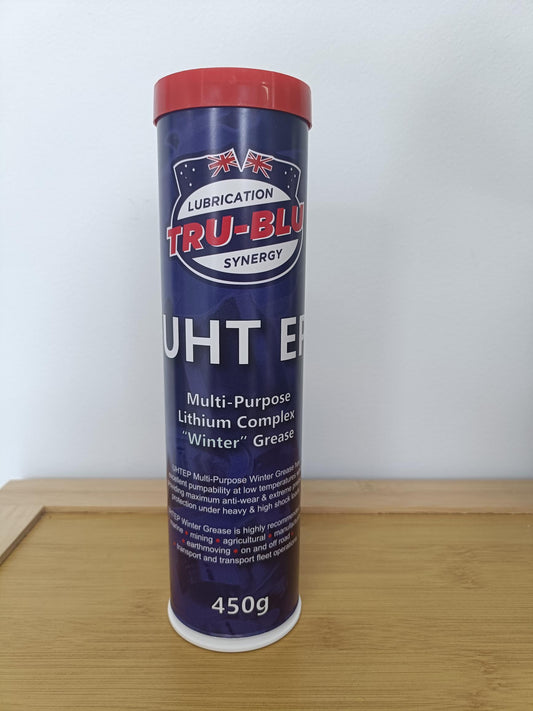 LUBRICATION
TRU-BLU
SYNERGY
UHT EP
Multi-Purpose
Lithium Complex
"Winter" Grease
UHTEP Multi-Purpose Winter Grease
excellent pumpability at low temperatures
providing maximum anti-wear & extreme
protection under heavy & high shock
UHTEP Winter Grease is highly
mining • agricultural •
• earthmoving • on and off road
transport and transport fleet
450g